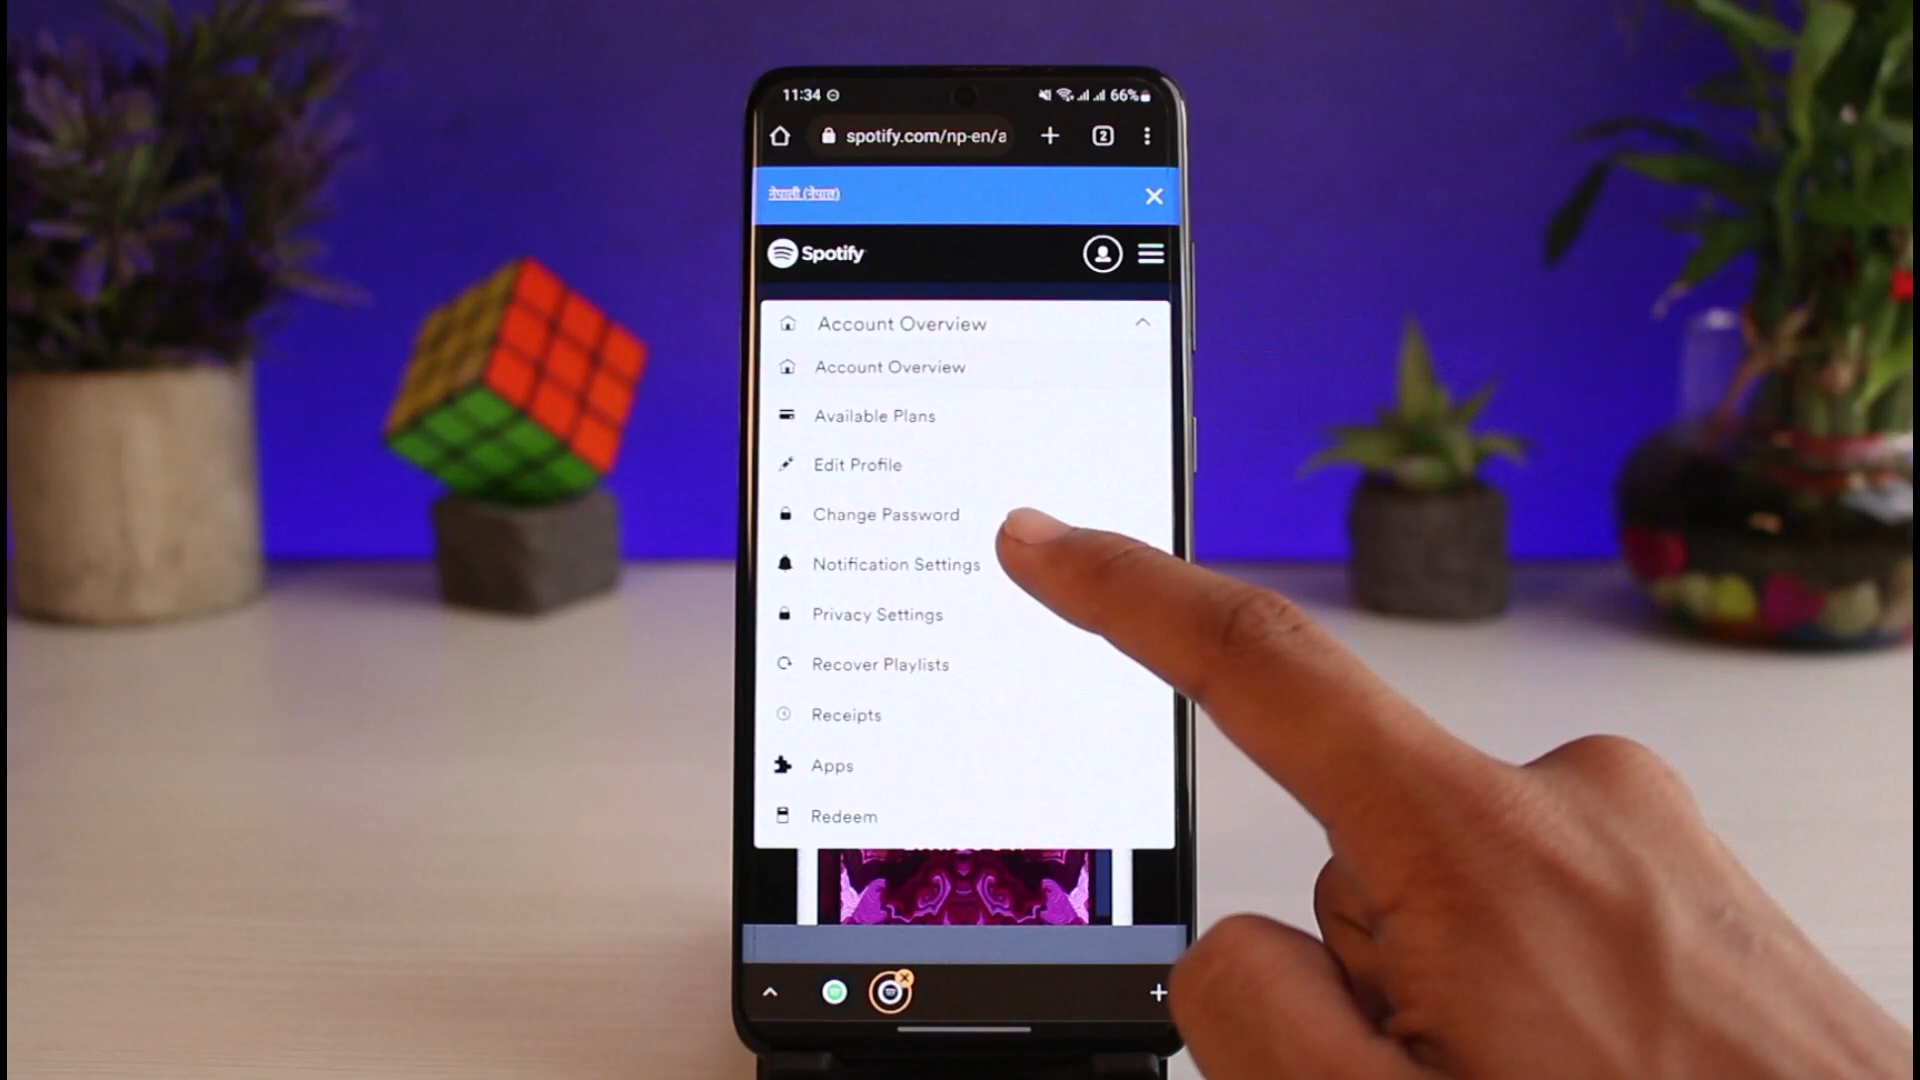 11:34
66%
spotify.com/np-en/a
2
नेपाली (नेपाल)
Spotify
Account Overview
Account Overview
Available Plans
Edit Profile
Change Password
Notification Settings
Privacy Settings
Recover Playlists
Receipts
Apps
Redeem